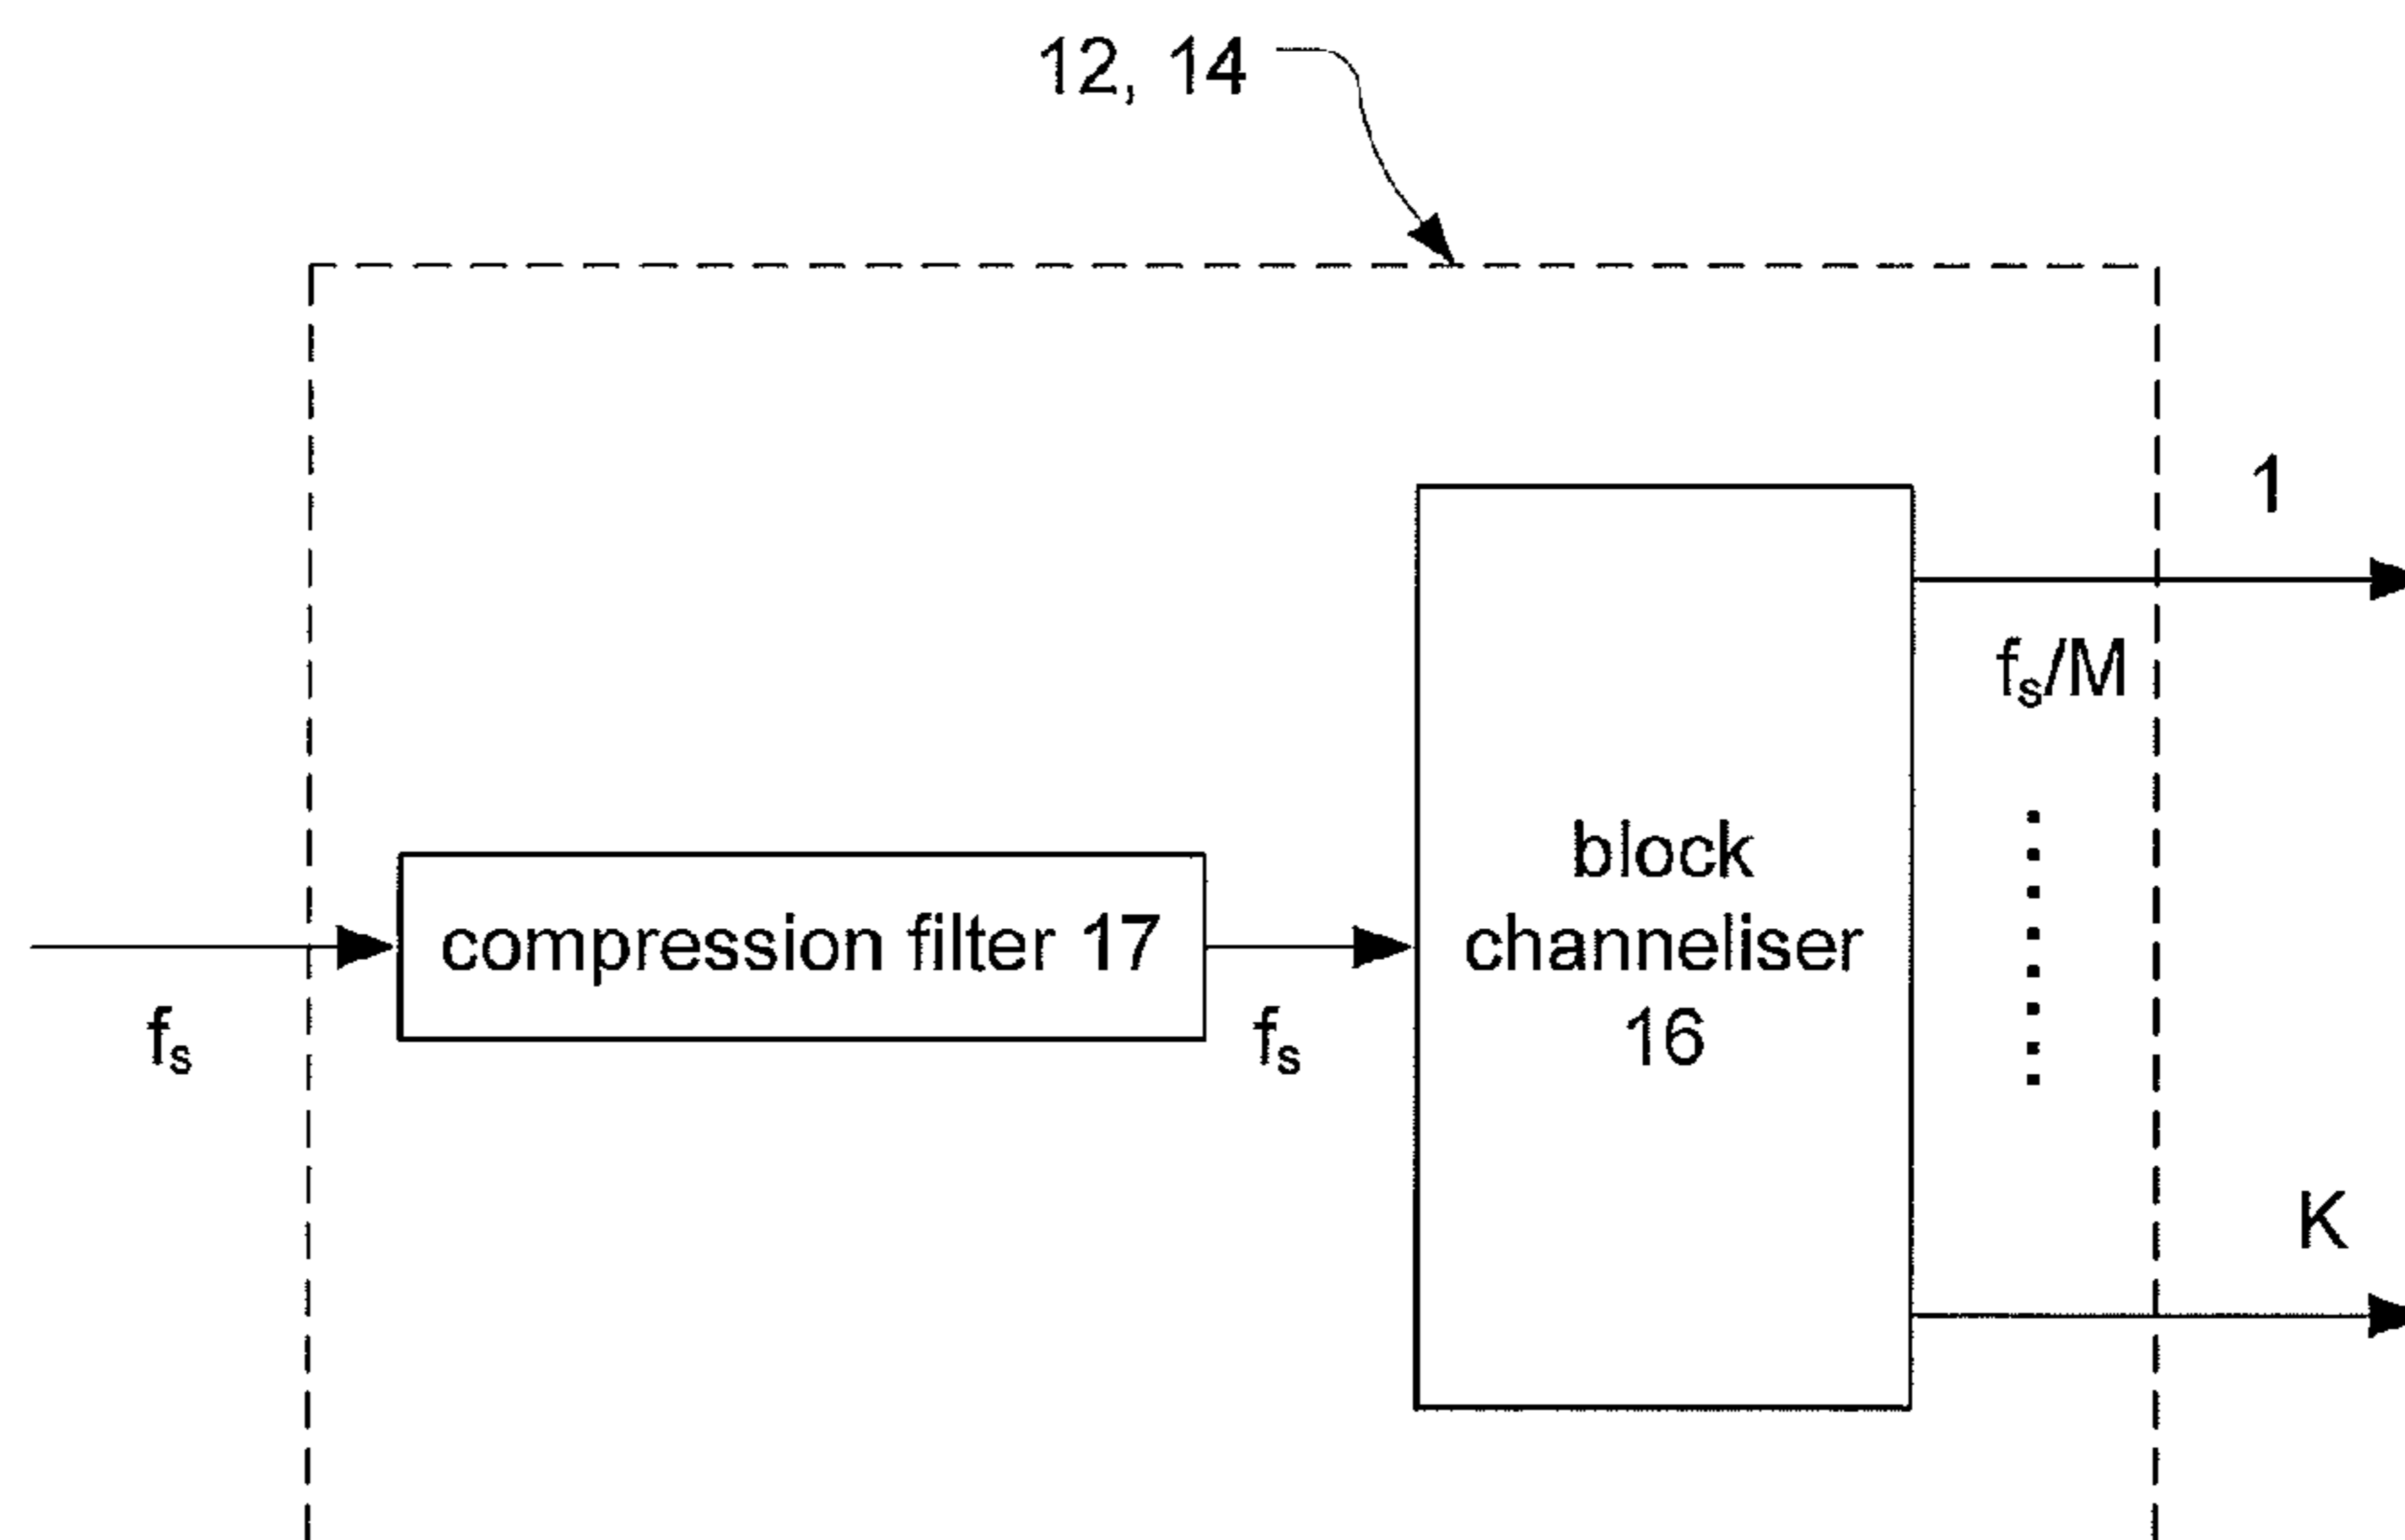 12, 14
1
fs/M
compression filter 17
fs
fs
block
channeliser
16
K